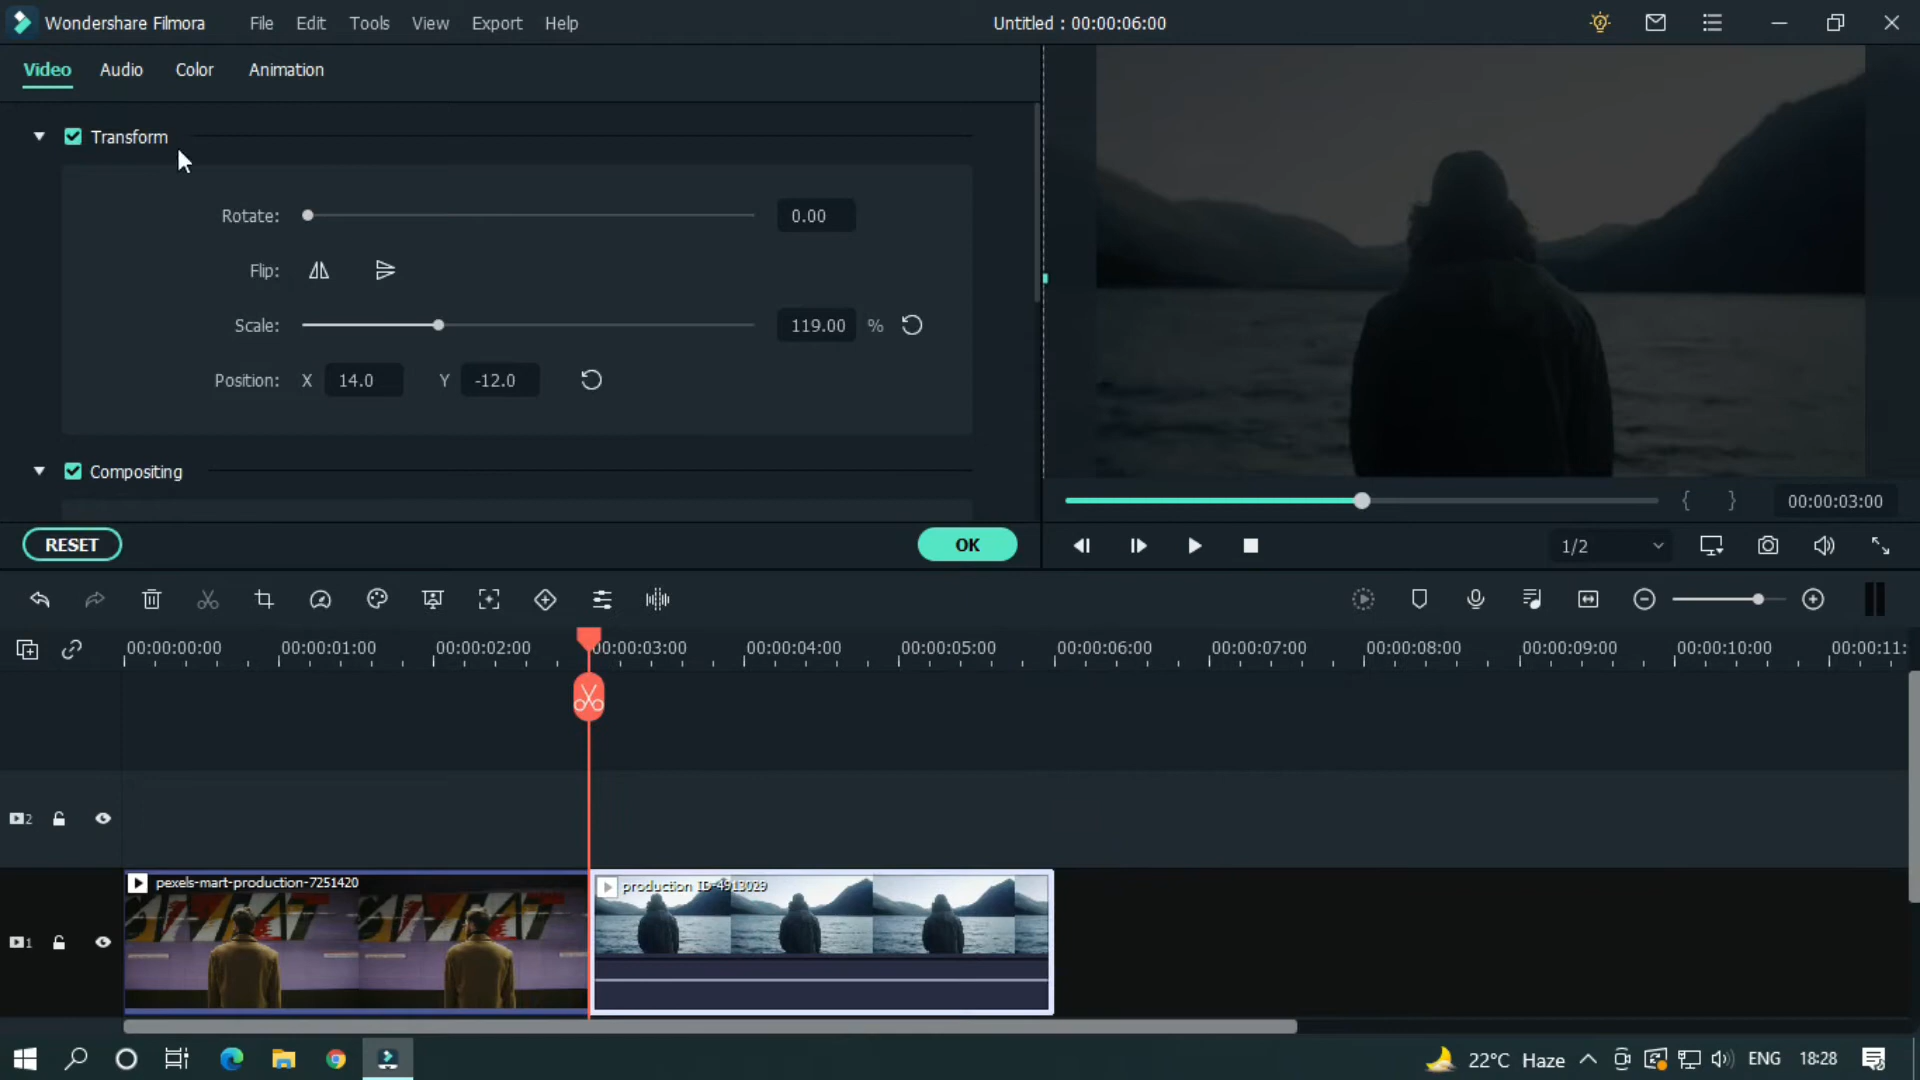 Wondershare Filmora
File
Edit
Tools
View
Export
Help
Untitled : 00:00:06:00
Video
Audio
Color
Animation
Transform
Rotate:
0.00
Flip:
Scale:
119.00 %
Position:
X 14.0
Y -12.0
Compositing
RESET
OK
{ }
00:00:03:00
1/2
00:00:00:00
00:00:01:00
00:00:02:00
00:00:03:00
00:00:04:00
00:00:05:00
00:00:06:00
00:00:07:00
00:00:08:00
00:00:09:00
00:00:10:00
00:00:11:
2
pexels-mart-production-7251420
production ID-4913029
1
22°C Haze
ENG
18:28